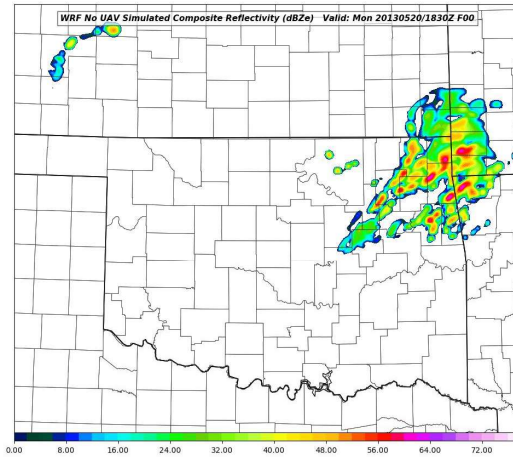 WRF No UAV Simulated Composite Reflectivity (dBZe) Valid: Mon 20130520/1830Z F00
0.00 8.00 16.00 24.00 32.00 40.00 48.00 56.00 64.00 72.00